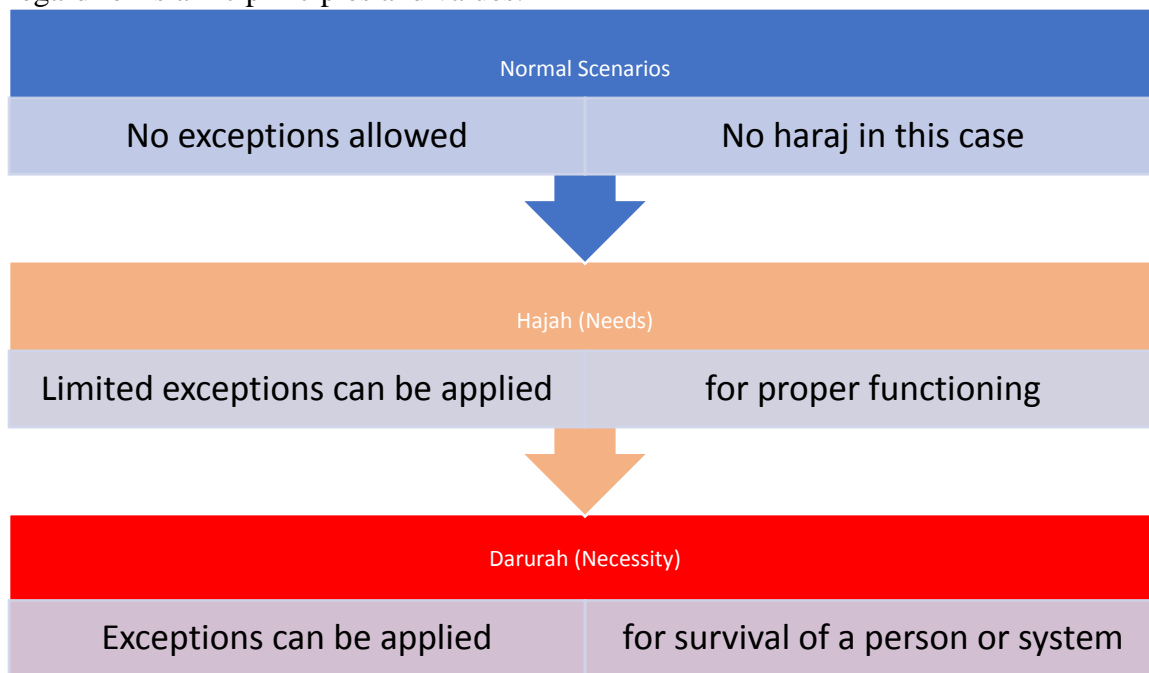 Normal Scenarios
No exceptions allowed
No haraj in this case
Hajah (Needs)
Limited exceptions can be applied
for proper functioning
Darurah (Necessity)
Exceptions can be applied
for survival of a person or system